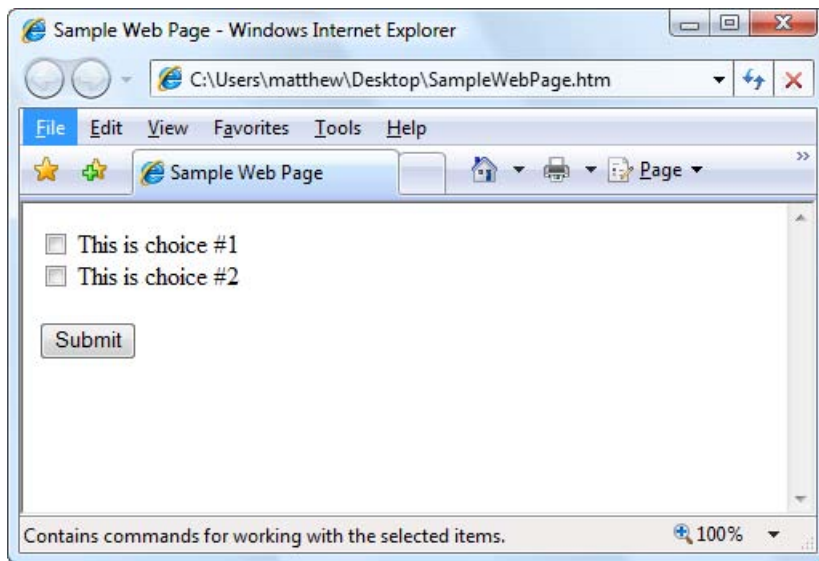 Sample Web Page - Windows Internet Explorer
C:\Users\matthew\Desktop\SampleWebPage.htm
File Edit View Favorites Tools Help
Sample Web Page Page
This is choice #1
This is choice #2
Submit
Contains commands for working with the selected items. 100%